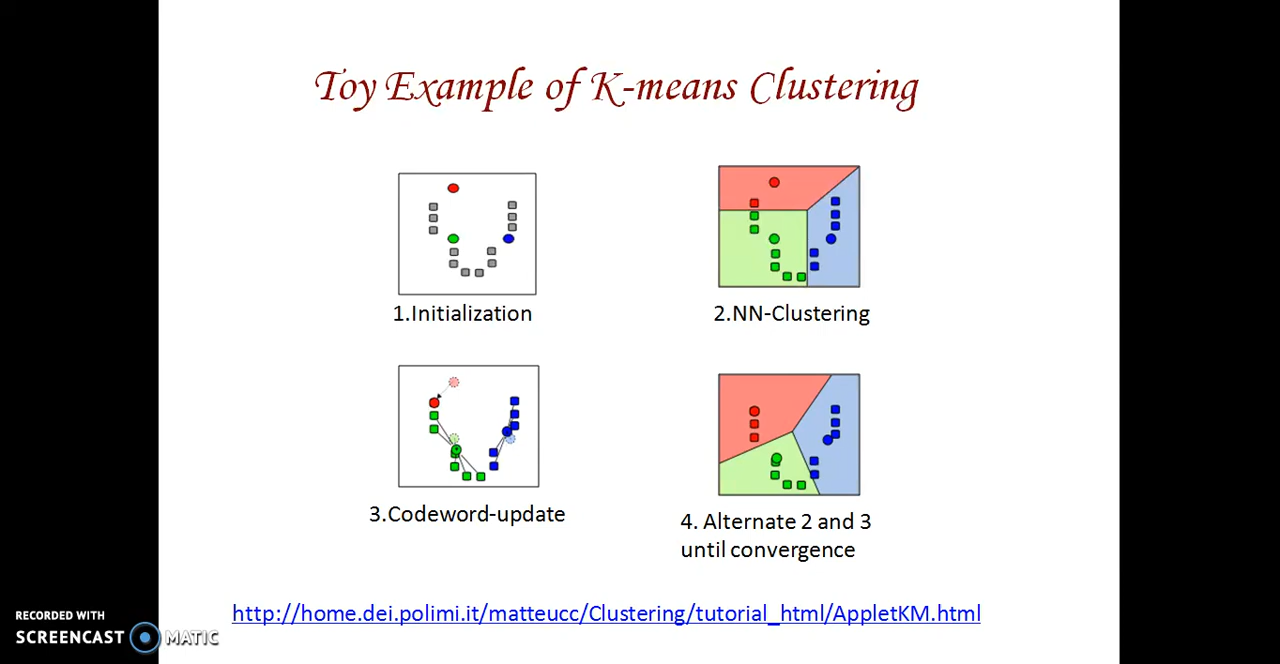 Toy Example of K-means Clustering
1.Initialization
2.NN-Clustering
3.Codeword-update
4. Alternate 2 and 3
until convergence
http://home.dei.polimi.it/matteucc/Clustering/tutorial_html/AppletKM.html
RECORDED WITH
SCREENCAST MATIC